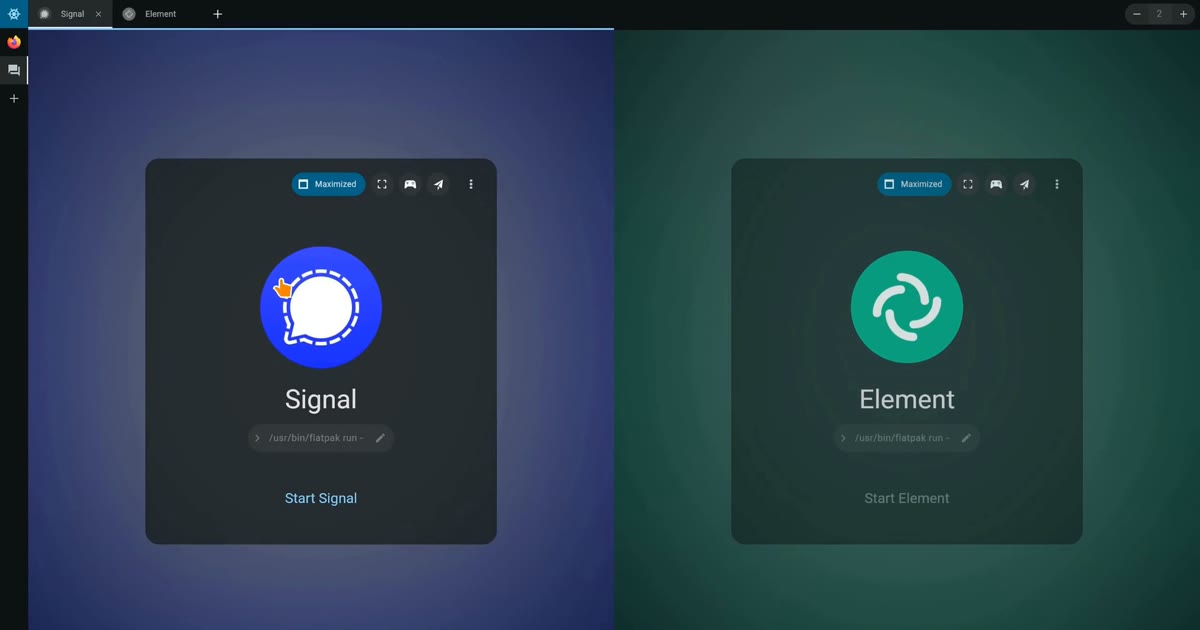 Signal
Element
2
Maximized
Signal
/usr/bin/flatpak run -
Start Signal
Maximized
Element
/usr/bin/flatpak run -
Start Element